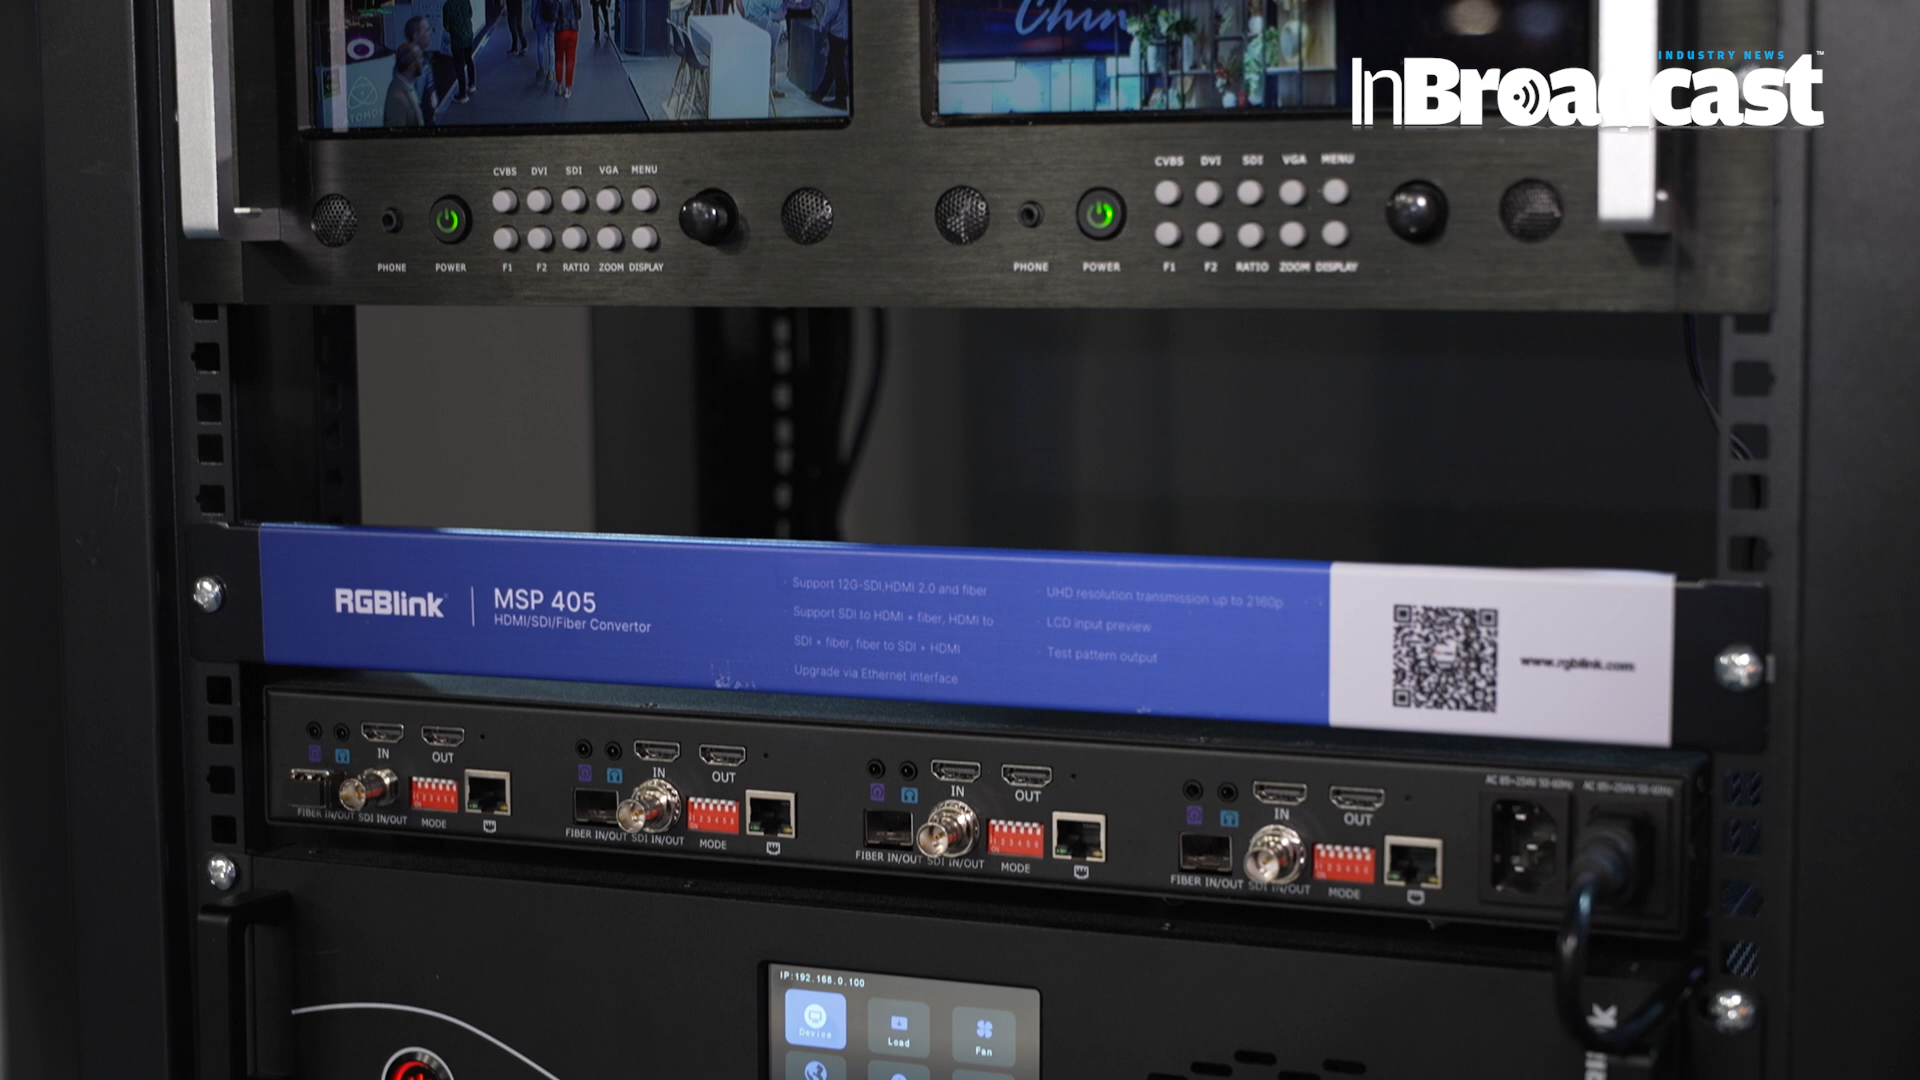 INDUSTRY NEWS
InBroadcast™
Chin
CVBS DVI SDI VGA MENU
PHONE POWER F1 F2 RATIO ZOOM DISPLAY
CVBS DVI SDI VGA MENU
PHONE POWER F1 F2 RATIO ZOOM DISPLAY
RGBlink
MSP 405
HDMI/SDI/Fiber Convertor
· Support 12G-SDI,HDMI 2.0 and fiber
· Support SDI to HDMI + fiber, HDMI to
SDI + fiber, fiber to SDI + HDMI
· Upgrade via Ethernet interface
· UHD resolution transmission up to 2160p
· LCD input preview
· Test pattern output
www.rgblink.com
IN OUT
FIBER IN/OUT SDI IN/OUT MODE
IN OUT
FIBER IN/OUT SDI IN/OUT MODE
IN OUT
FIBER IN/OUT SDI IN/OUT MODE
IN OUT
FIBER IN/OUT SDI IN/OUT MODE
IP:192.168.0.100
Device
Load
Fan